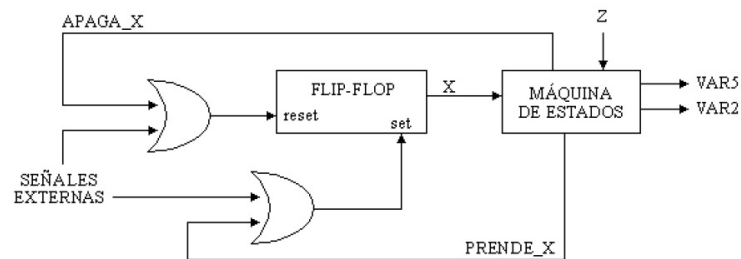 APAGA_X
Z
FLIP-FLOP
reset
set
X
MÁQUINA
DE ESTADOS
VAR5
VAR2
SEÑALES
EXTERNAS
PRENDE_X